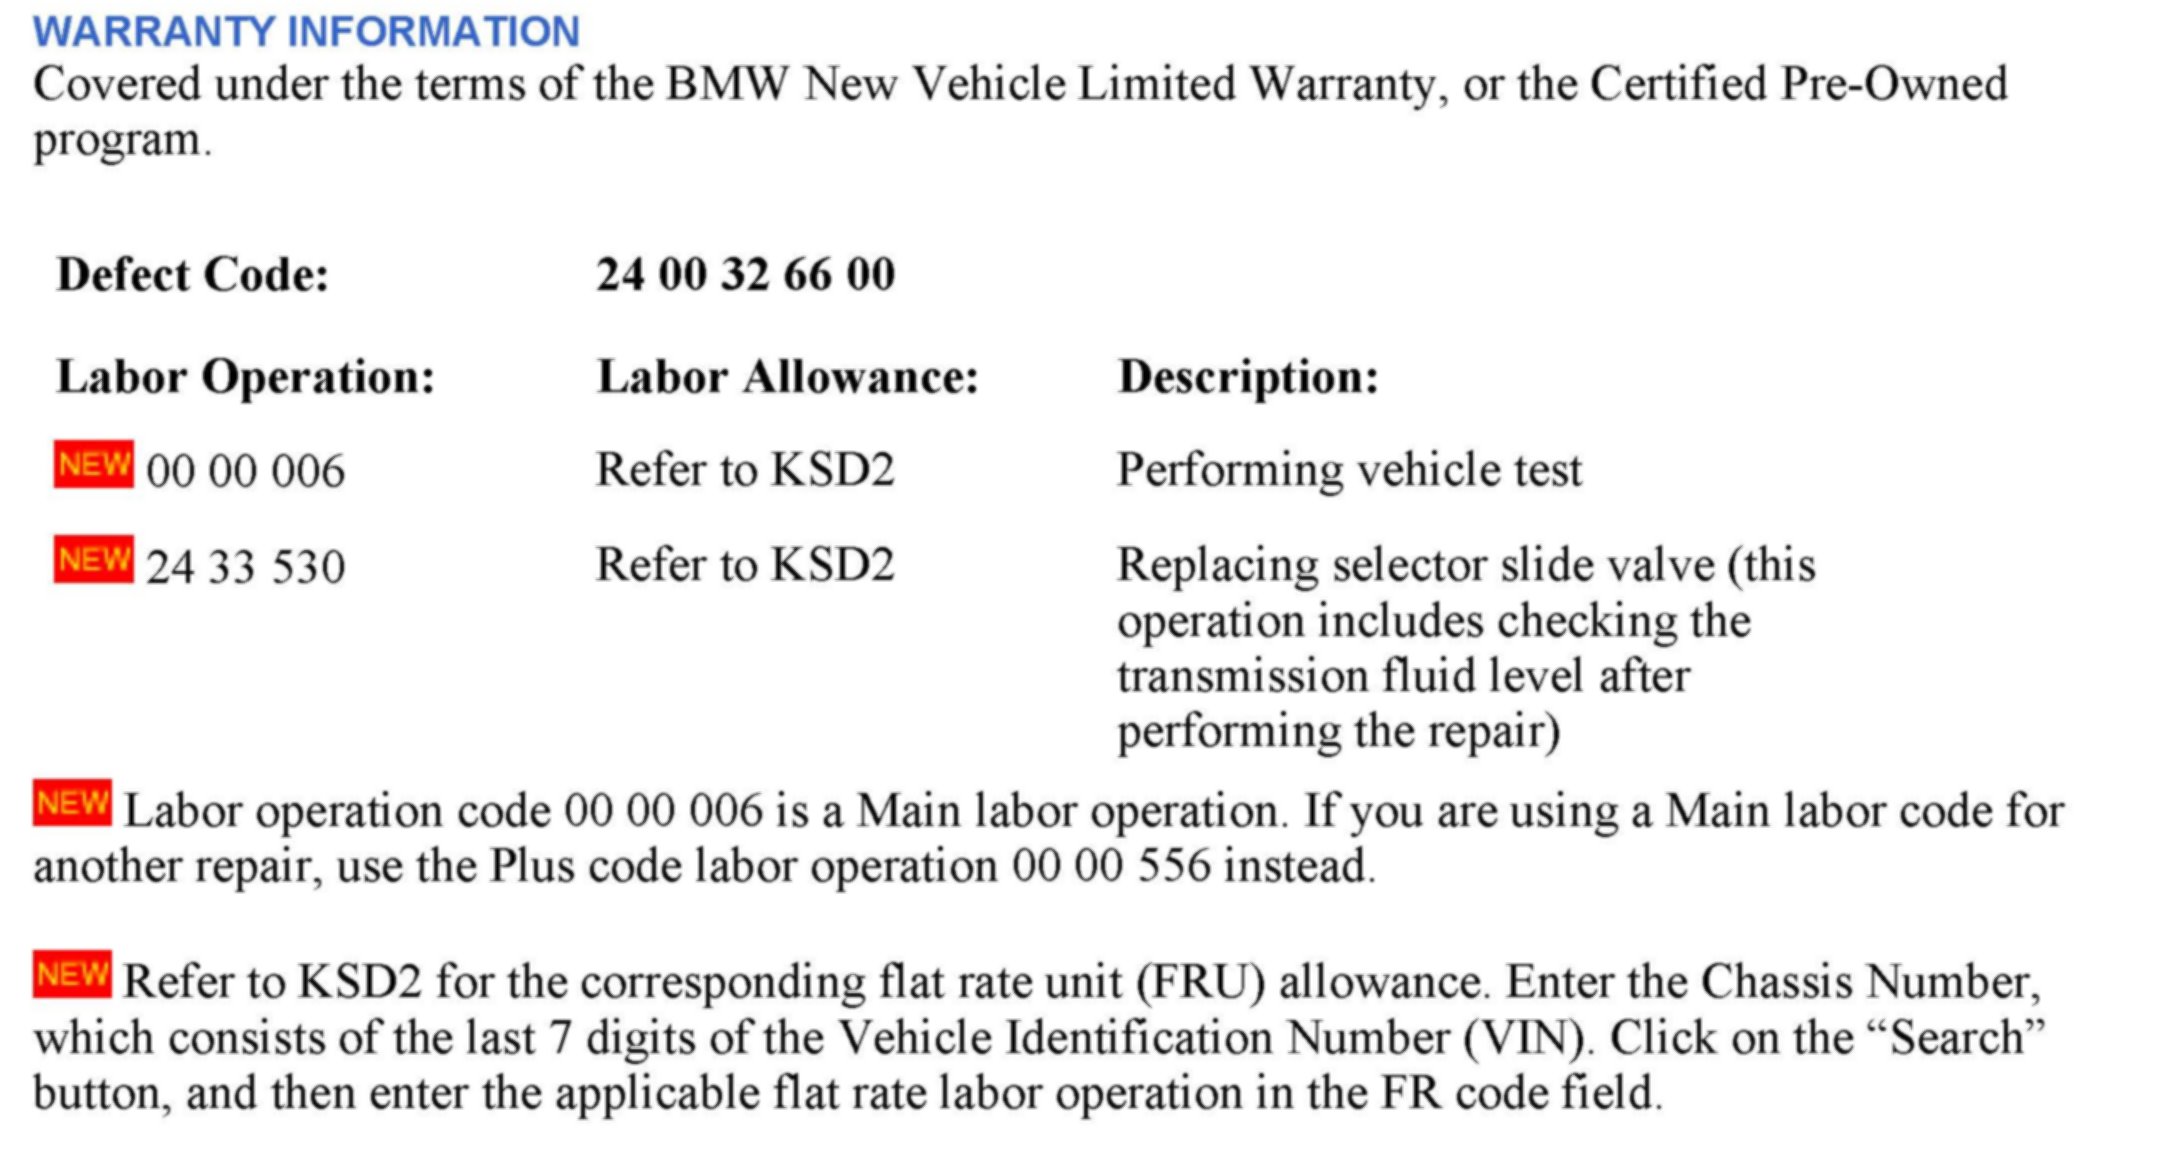 WARRANTY INFORMATION
Covered under the terms of the BMW New Vehicle Limited Warranty, or the Certified Pre-Owned
program.
Defect Code: 24 00 32 66 00
Labor Operation: Labor Allowance: Description:
NEW 00 00 006 Refer to KSD2 Performing vehicle test
NEW 24 33 530 Refer to KSD2 Replacing selector slide valve (this
operation includes checking the
transmission fluid level after
performing the repair)
NEW Labor operation code 00 00 006 is a Main labor operation. If you are using a Main labor code for
another repair, use the Plus code labor operation 00 00 556 instead.
NEW Refer to KSD2 for the corresponding flat rate unit (FRU) allowance. Enter the Chassis Number,
which consists of the last 7 digits of the Vehicle Identification Number (VIN). Click on the “Search”
button, and then enter the applicable flat rate labor operation in the FR code field.